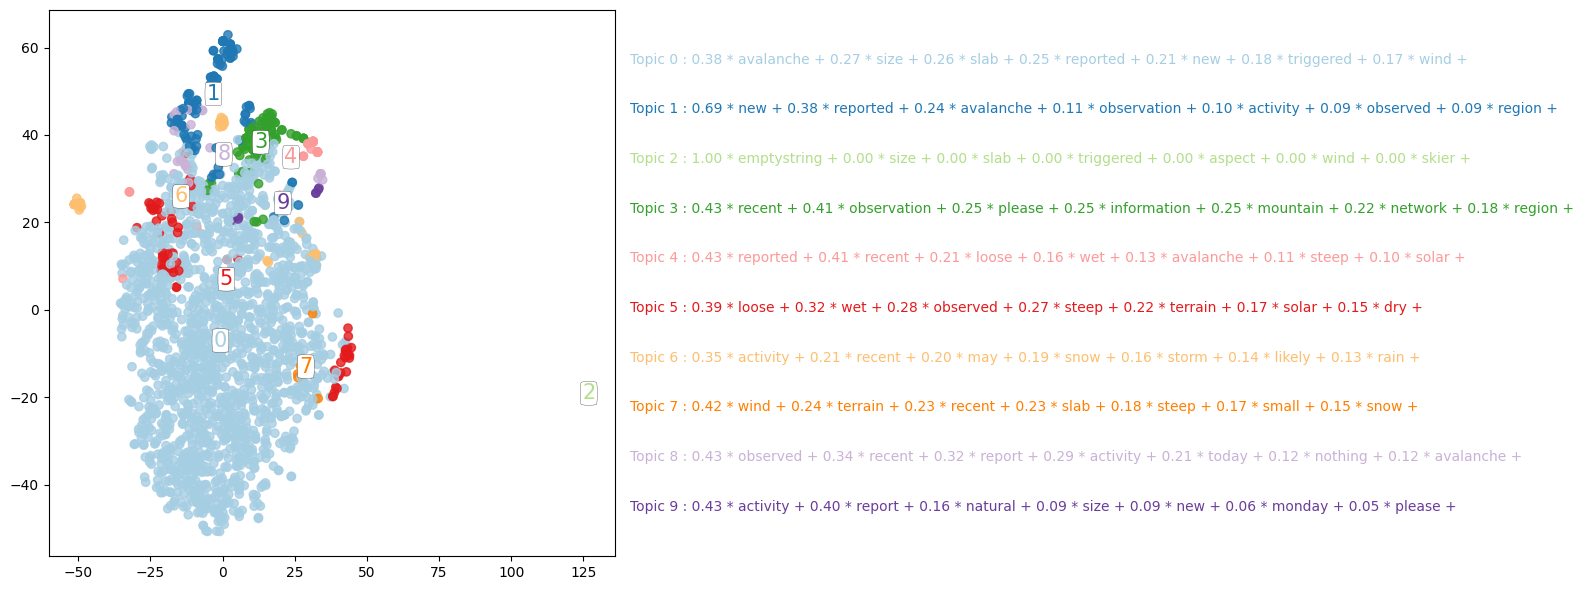 Topic 0 : 0.38 * avalanche + 0.27 * size + 0.26 * slab + 0.25 * reported + 0.21 * new + 0.18 * triggered + 0.17 * wind +
Topic 1 : 0.69 * new + 0.38 * reported + 0.24 * avalanche + 0.11 * observation + 0.10 * activity + 0.09 * observed + 0.09 * region +
Topic 2 : 1.00 * emptystring + 0.00 * size + 0.00 * slab + 0.00 * triggered + 0.00 * aspect + 0.00 * wind + 0.00 * skier +
Topic 3 : 0.43 * recent + 0.41 * observation + 0.25 * please + 0.25 * information + 0.25 * mountain + 0.22 * network + 0.18 * region +
Topic 4 : 0.43 * reported + 0.41 * recent + 0.21 * loose + 0.16 * wet + 0.13 * avalanche + 0.11 * steep + 0.10 * solar +
Topic 5 : 0.39 * loose + 0.32 * wet + 0.28 * observed + 0.27 * steep + 0.22 * terrain + 0.17 * solar + 0.15 * dry +
Topic 6 : 0.35 * activity + 0.21 * recent + 0.20 * may + 0.19 * snow + 0.16 * storm + 0.14 * likely + 0.13 * rain +
Topic 7 : 0.42 * wind + 0.24 * terrain + 0.23 * recent + 0.23 * slab + 0.18 * steep + 0.17 * small + 0.15 * snow +
Topic 8 : 0.43 * observed + 0.34 * recent + 0.32 * report + 0.29 * activity + 0.21 * today + 0.12 * nothing + 0.12 * avalanche +
Topic 9 : 0.43 * activity + 0.40 * report + 0.16 * natural + 0.09 * size + 0.09 * new + 0.06 * monday + 0.05 * please +
60
40
20
0
−20
−40
−50
−25
0
25
50
75
100
125
1
3
8
4
6
9
5
0
7
2